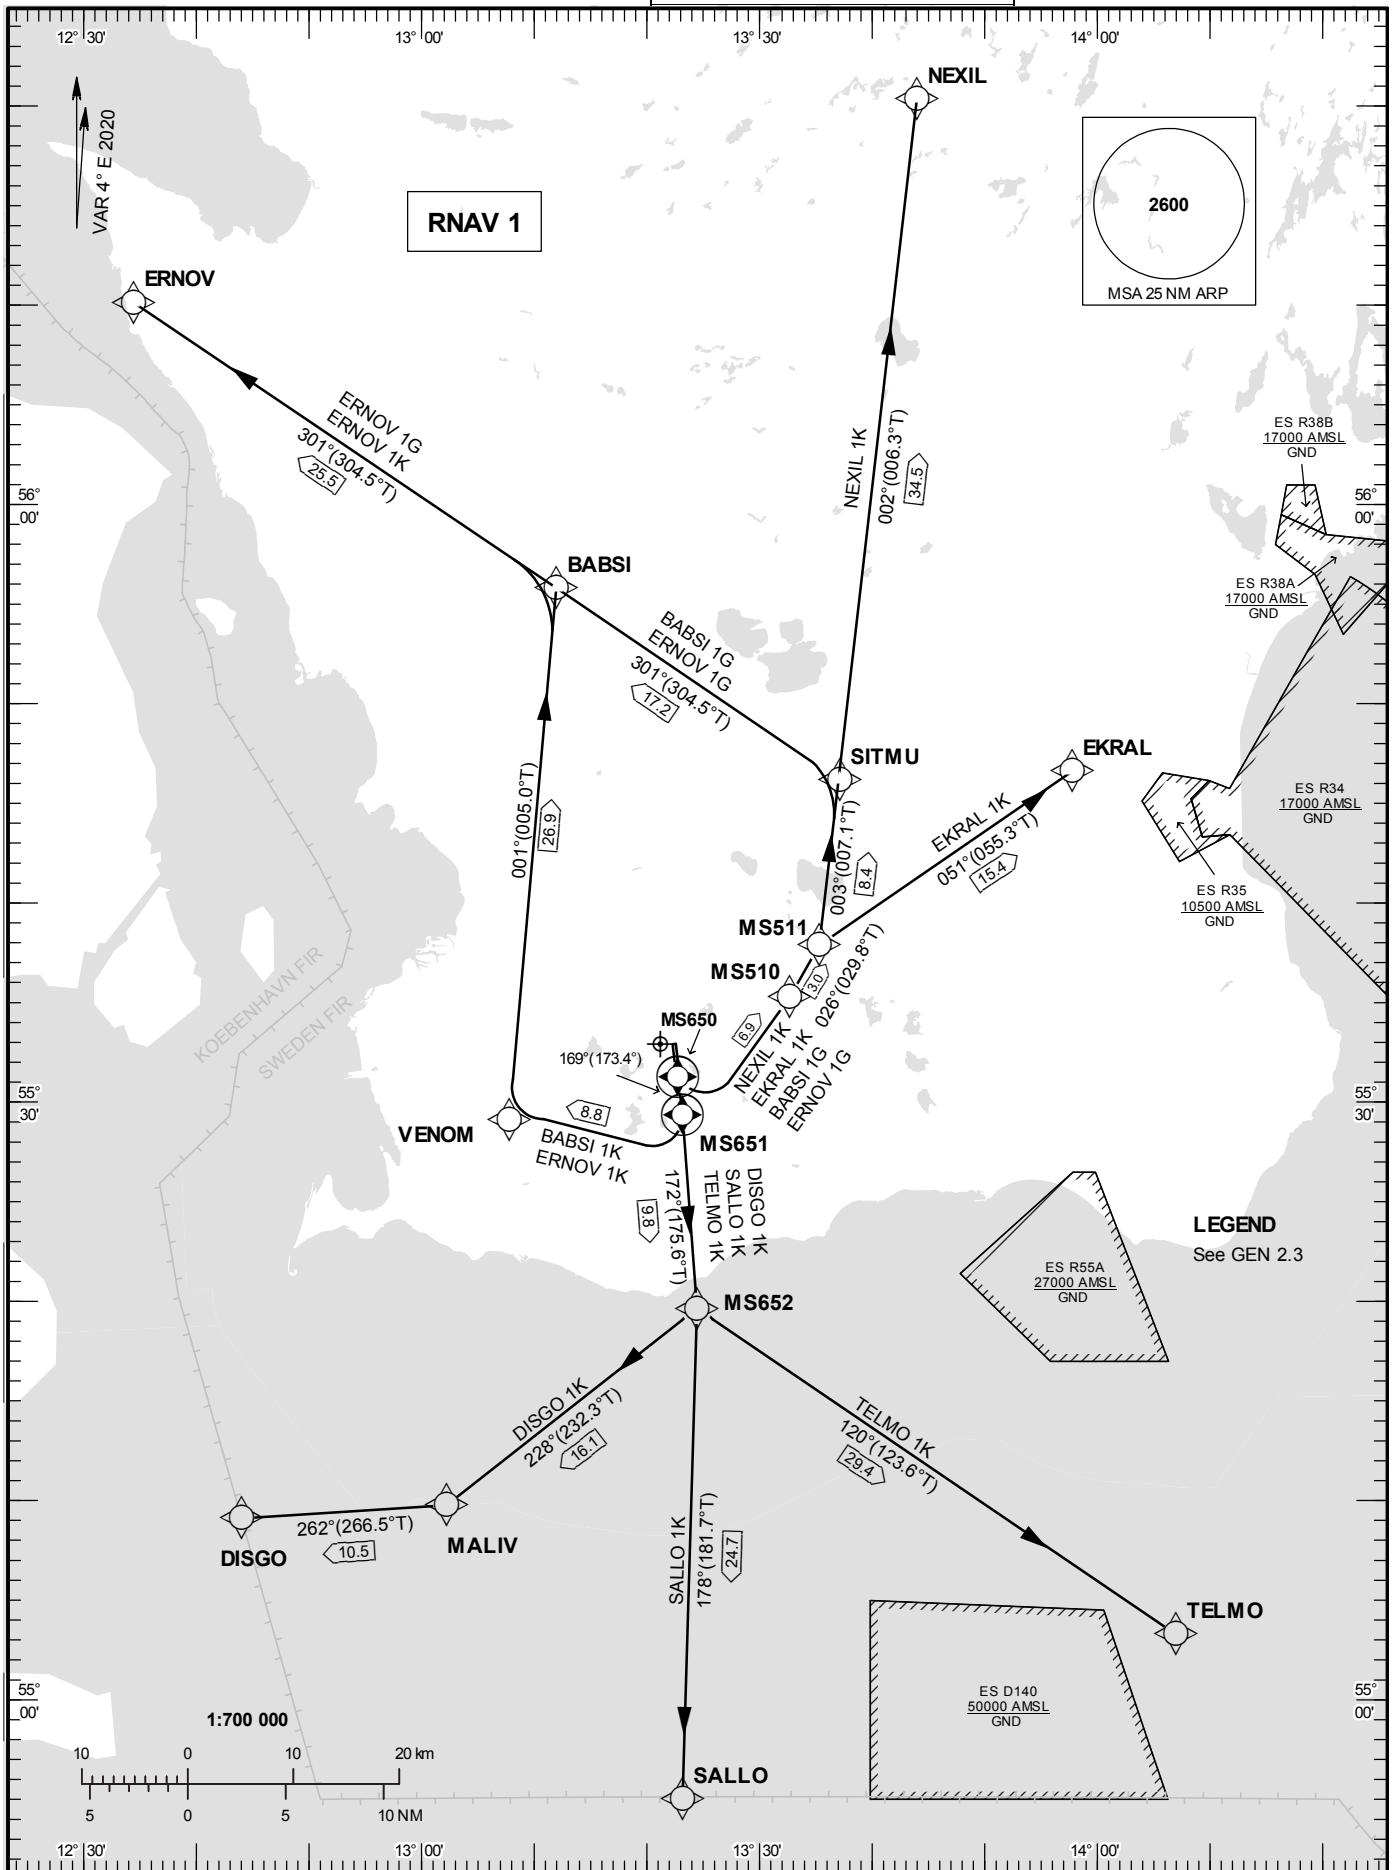 12° 30'
13° 00'
13° 30'
14° 00'
NEXIL
VAR 4° E 2020
RNAV 1
2600
MSA 25 NM ARP
ERNOV
ERNOV 1G
ERNOV 1K
301°(304.5°T)
25.5
NEXIL 1K
002°(006.3°T)
34.5
ES R38B
17000 AMSL
GND
56°
00'
56°
00'
BABSI
ES R38A
17000 AMSL
GND
BABSI 1G
ERNOV 1G
301°(304.5°T)
17.2
SITMU
EKRAL
001°(005.0°T)
26.9
003°(007.1°T)
8.4
EKRAL 1K
051°(055.3°T)
15.4
ES R34
17000 AMSL
GND
ES R35
10500 AMSL
GND
MS511
MS510
3.0
026°(029.8°T)
KOEBENHAVN FIR
SWEDEN FIR
MS650
169°(173.4°)
6.9
NEXIL 1K
EKRAL 1K
BABSI 1G
ERNOV 1G
55°
30'
55°
30'
VENOM
8.8
BABSI 1K
ERNOV 1K
MS651
9.8
172°(175.6°T)
DISGO 1K
SALLO 1K
TELMO 1K
LEGEND
See GEN 2.3
ES R55A
27000 AMSL
GND
MS652
DISGO 1K
228°(232.3°T)
16.1
TELMO 1K
120°(123.6°T)
29.4
262°(266.5°T)
10.5
DISGO
MALIV
SALLO 1K
178°(181.7°T)
24.7
TELMO
ES D140
50000 AMSL
GND
55°
00'
55°
00'
1:700 000
10 0 10 20 km
5 0 5 10 NM
SALLO
12° 30'
13° 00'
13° 30'
14° 00'